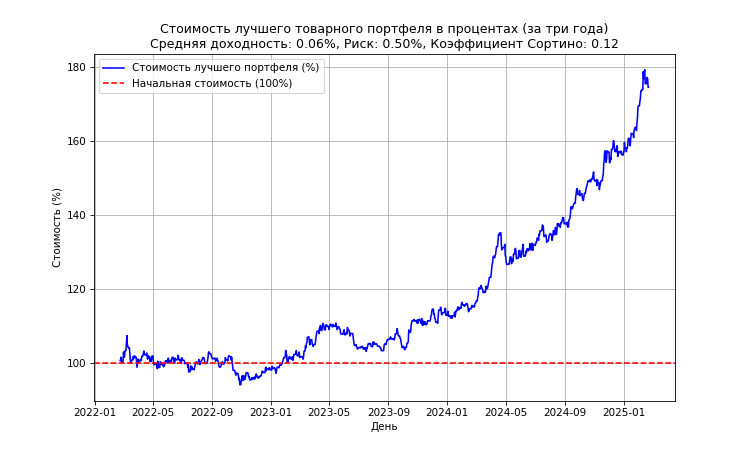 Стоимость лучшего товарного портфеля в процентах (за три года)
Средняя доходность: 0.06%, Риск: 0.50%, Коэффициент Сортино: 0.12
Стоимость лучшего портфеля (%)
Начальная стоимость (100%)
Стоимость (%)
180
160
140
120
100
2022-01 2022-05 2022-09 2023-01 2023-05 2023-09 2024-01 2024-05 2024-09 2025-01
День